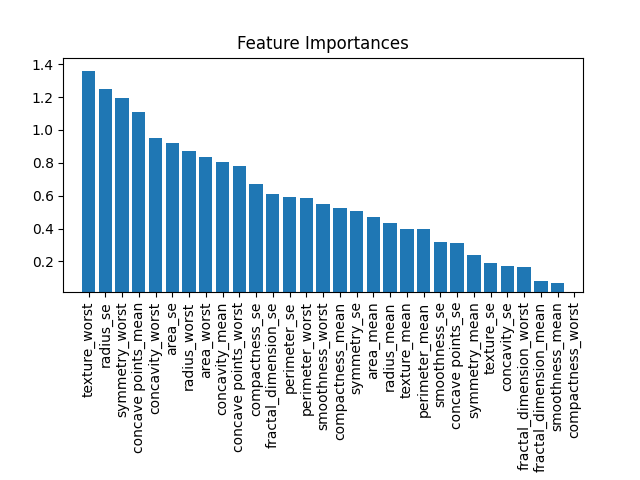 Feature Importances
1.4
1.2
1.0
0.8
0.6
0.4
0.2
texture_worst
radius_se
symmetry_worst
concave points_mean
concavity_worst
area_se
radius_worst
area_worst
concavity_mean
concave points_worst
compactness_se
fractal_dimension_se
perimeter_se
perimeter_worst
smoothness_worst
compactness_mean
symmetry_se
area_mean
radius_mean
texture_mean
perimeter_mean
smoothness_se
concave points_se
symmetry_mean
texture_se
concavity_se
fractal_dimension_worst
fractal_dimension_mean
smoothness_mean
compactness_worst